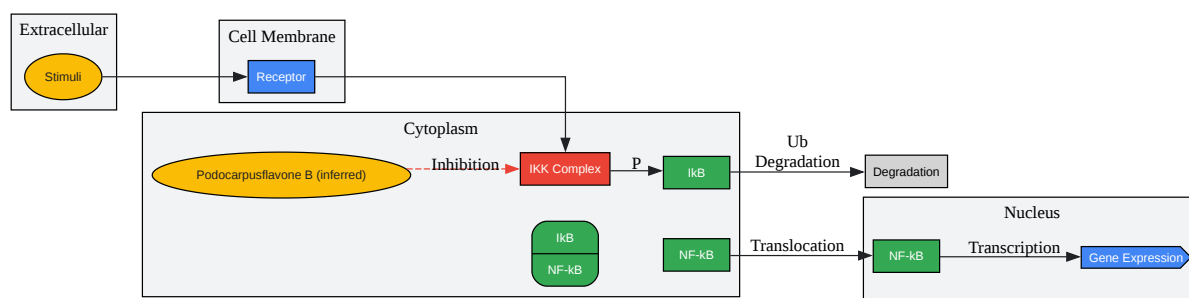 Extracellular
Stimuli
Cell Membrane
Receptor
Cytoplasm
Podocarpusflavone B (inferred)
Inhibition
IKK Complex
P
IkB
Ub
Degradation
Degradation
IkB
NF-kB
NF-kB
Translocation
Nucleus
NF-kB
Transcription
Gene Expression